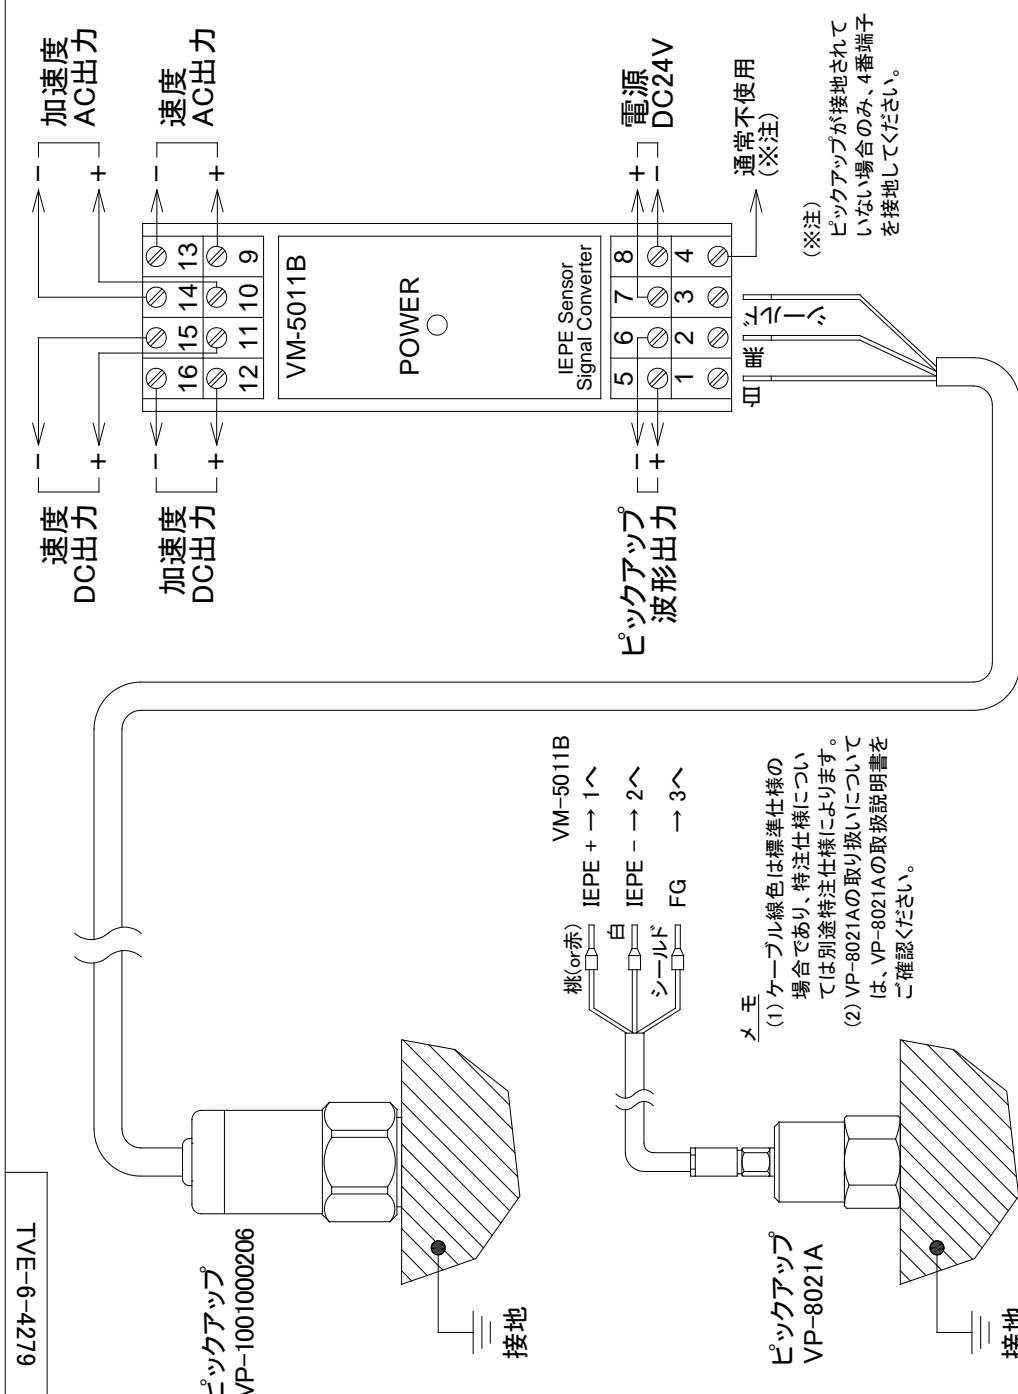 TVE-6-4279
加速度
AC出力
−
+
速度
AC出力
−
+
速度
DC出力
−
+
加速度
DC出力
−
+
13
14
15
16
9
10
11
12
VM-5011B
POWER
IEPE Sensor
Signal Converter
8
7
6
5
4
3
2
1
電源
DC24V
+
−
通常不使用
(※注)
(※注)
ピックアップが接地されて
いない場合のみ、4番端子
を接地してください。
ピックアップ
波形出力
−
+
白
黒
シールド
VM-5011B
桃(or赤)
IEPE + → 1へ
白
IEPE − → 2へ
シールド
FG → 3へ
メ モ
(1) ケーブル線色は標準仕様の
場合であり、特注仕様につい
ては別途特注仕様によります。
(2) VP-8021Aの取り扱いについて
は、VP-8021Aの取扱説明書を
ご確認ください。
ピックアップ
VP-1001000206
接地
ピックアップ
VP-8021A
接地